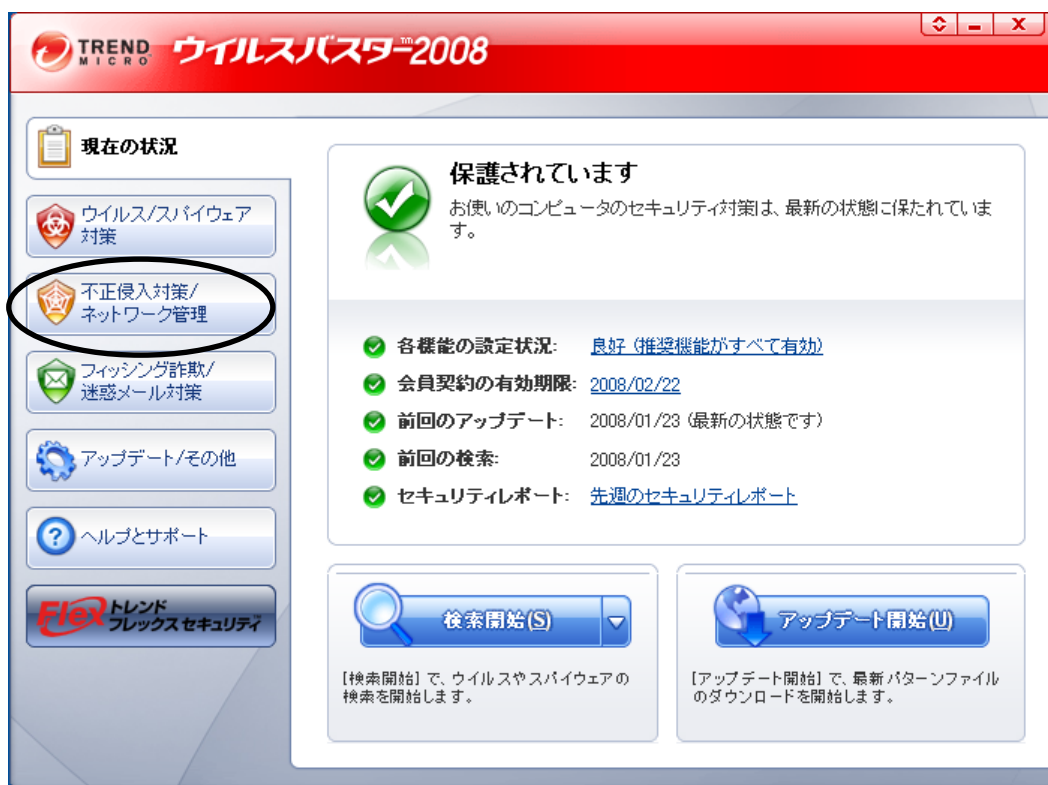 TREND MICRO ウイルスバスター™2008
現在の状況
ウイルス/スパイウェア
対策
不正侵入対策/
ネットワーク管理
フィッシング詐欺/
迷惑メール対策
アップデート/その他
ヘルプとサポート
Flex トレンド
フレックス セキュリティ
保護されています
お使いのコンピュータのセキュリティ対策は、最新の状態に保たれていま
す。
各機能の設定状況: 良好 (推奨機能がすべて有効)
会員契約の有効期限: 2008/02/22
前回のアップデート: 2008/01/23 (最新の状態です)
前回の検索: 2008/01/23
セキュリティレポート: 先週のセキュリティレポート
検索開始(S)
アップデート開始(U)
[検索開始] で、ウイルスやスパイウェアの
検索を開始します。
[アップデート開始] で、最新パターンファイル
のダウンロードを開始します。